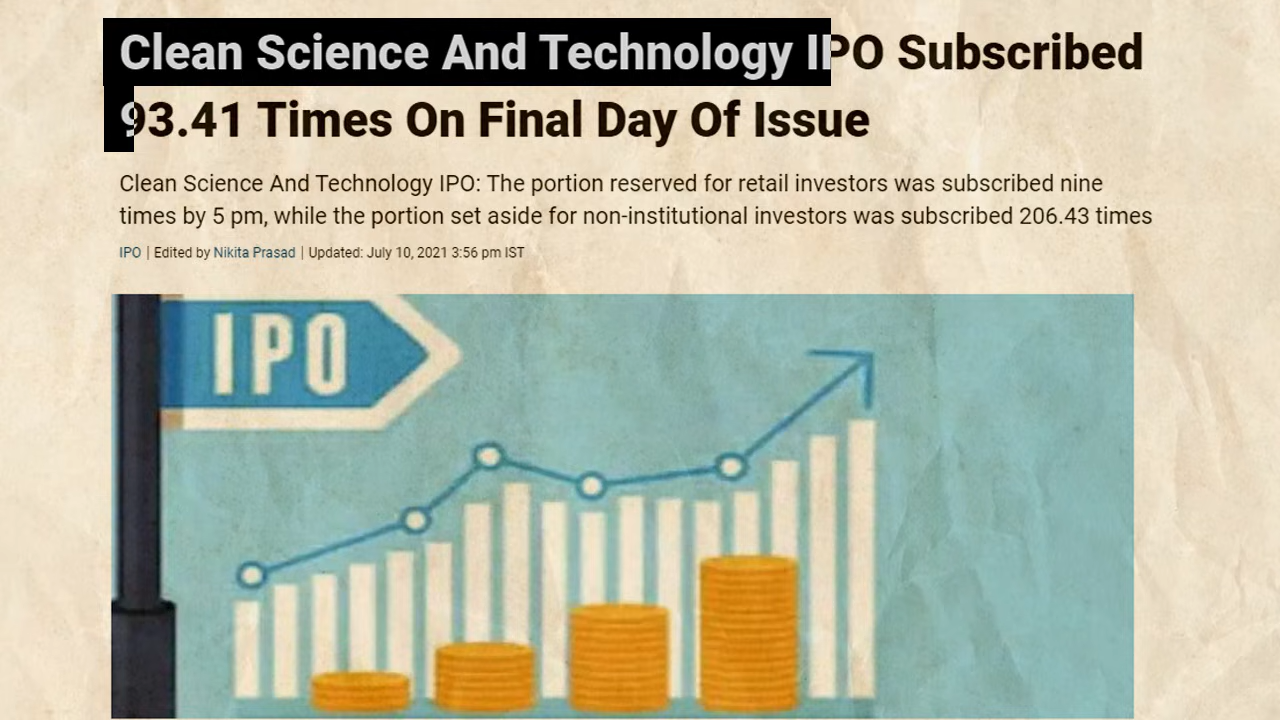 Clean Science And Technology IPO Subscribed
93.41 Times On Final Day Of Issue
Clean Science And Technology IPO: The portion reserved for retail investors was subscribed nine
times by 5 pm, while the portion set aside for non-institutional investors was subscribed 206.43 times
IPO | Edited by Nikita Prasad | Updated: July 10, 2021 3:56 pm IST
IPO